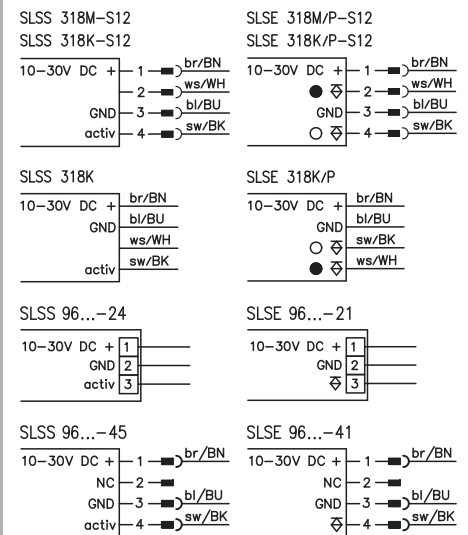 SLSS 318M-S12
SLSS 318K-S12
10-30V DC + 1 br/BN
2 ws/WH
GND 3 bl/BU
activ 4 sw/BK
SLSE 318M/P-S12
SLSE 318K/P-S12
10-30V DC + 1 br/BN
2 ws/WH
GND 3 bl/BU
4 sw/BK
SLSS 318K
10-30V DC + br/BN
GND bl/BU
ws/WH
activ sw/BK
SLSE 318K/P
10-30V DC + br/BN
GND bl/BU
sw/BK
ws/WH
SLSS 96...-24
10-30V DC + 1
GND 2
activ 3
SLSE 96...-21
10-30V DC + 1
GND 2
3
SLSS 96...-45
10-30V DC + 1 br/BN
NC 2
GND 3 bl/BU
activ 4 sw/BK
SLSE 96...-41
10-30V DC + 1 br/BN
NC 2
GND 3 bl/BU
4 sw/BK